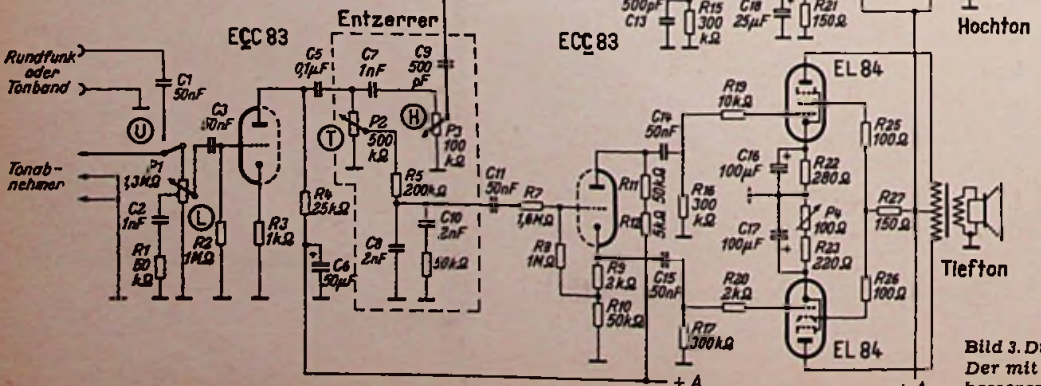 500pF
C13
R15
300
kΩ
C18
25µF
R21
150Ω
Hochton
Entzerrer
ECC 83
ECC 83
EL 84
Rundfunk
oder
Tonband
C1
50nF
U
C3
50nF
C5
0,1µF
C7
1nF
C9
500
pF
H
T
P2
500
kΩ
P3
100
kΩ
C14
50nF
R19
10kΩ
R25
100Ω
Tonab-
nehmer
P1
1,3MΩ
L
C2
1nF
R1
50
kΩ
R2
1MΩ
R3
1kΩ
R4
25kΩ
C6
50µF
R5
200kΩ
C8
2nF
C10
2nF
50kΩ
C11
50nF
R7
1,6MΩ
R8
1MΩ
R9
2kΩ
R10
50kΩ
R11
50kΩ
R12
5kΩ
C15
50nF
R16
300
kΩ
R17
300kΩ
R20
2kΩ
C16
100µF
C17
100µF
R22
280Ω
P4
100Ω
R23
220Ω
R27
150Ω
R26
100Ω
Tiefton
EL 84
+A
+A
Bild 3. D
Der mit